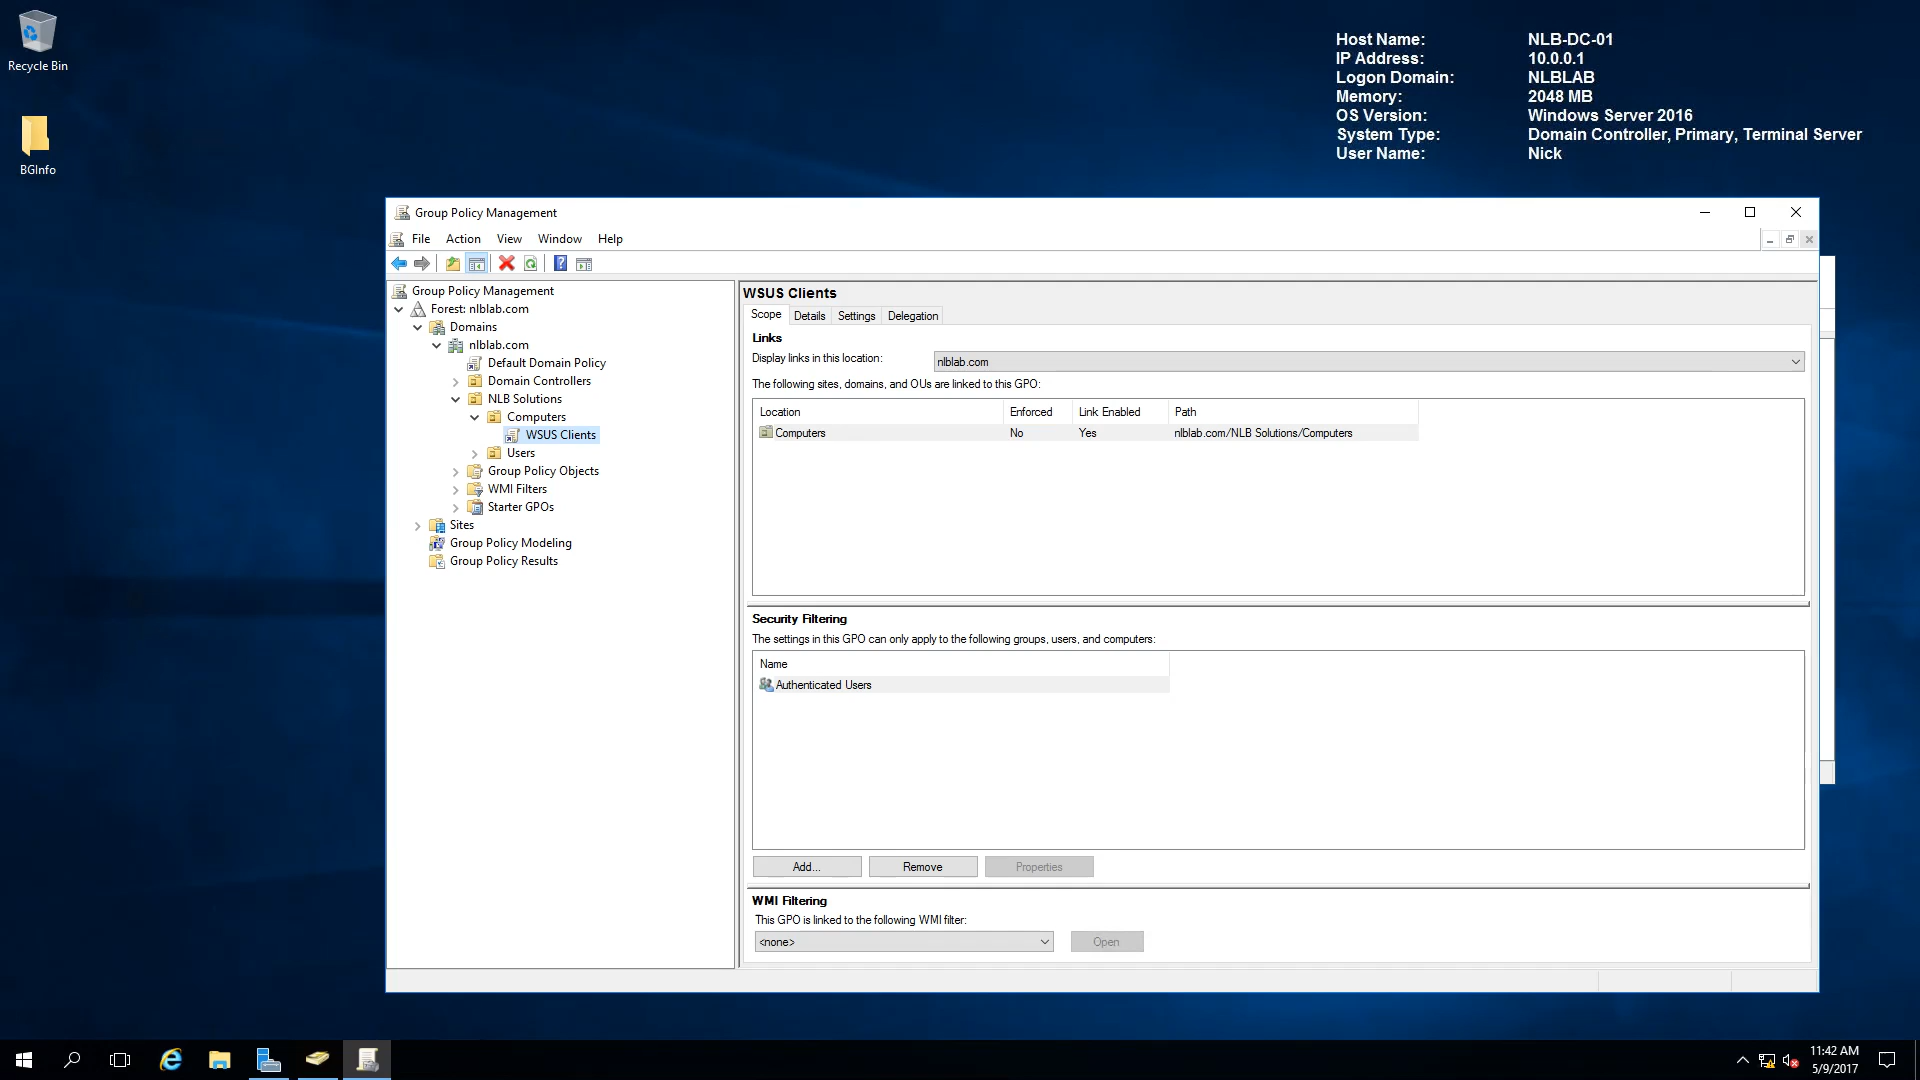 Recycle Bin
BGInfo
Host Name: NLB-DC-01
IP Address: 10.0.0.1
Logon Domain: NLBLAB
Memory: 2048 MB
OS Version: Windows Server 2016
System Type: Domain Controller, Primary, Terminal Server
User Name: Nick
Group Policy Management
File Action View Window Help
Group Policy Management
Forest: nlblab.com
Domains
nlblab.com
Default Domain Policy
Domain Controllers
NLB Solutions
Computers
WSUS Clients
Users
Group Policy Objects
WMI Filters
Starter GPOs
Sites
Group Policy Modeling
Group Policy Results
WSUS Clients
Scope Details Settings Delegation
Links
Display links in this location: nlblab.com
The following sites, domains, and OUs are linked to this GPO:
Location Enforced Link Enabled Path
Computers No Yes nlblab.com/NLB Solutions/Computers
Security Filtering
The settings in this GPO can only apply to the following groups, users, and computers:
Name
Authenticated Users
Add... Remove Properties
WMI Filtering
This GPO is linked to the following WMI filter:
<none> Open
11:42 AM
5/9/2017